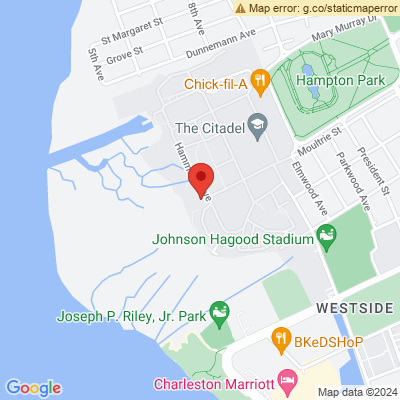 Map error: g.co/staticmaperror
St Margaret St
8th Ave
Mary Murray Dr
Dunnemann Ave
Grove St
5th Ave
Chick-fil-A
Hampton Park
The Citadel
Moultrie St
Hamm
e
Elmwood Ave
Parkwood Ave
President St
Johnson Hagood Stadium
Joseph P. Riley, Jr. Park
WESTSIDE
BKeDSHoP
Charleston Marriott
Google
Map data ©2024